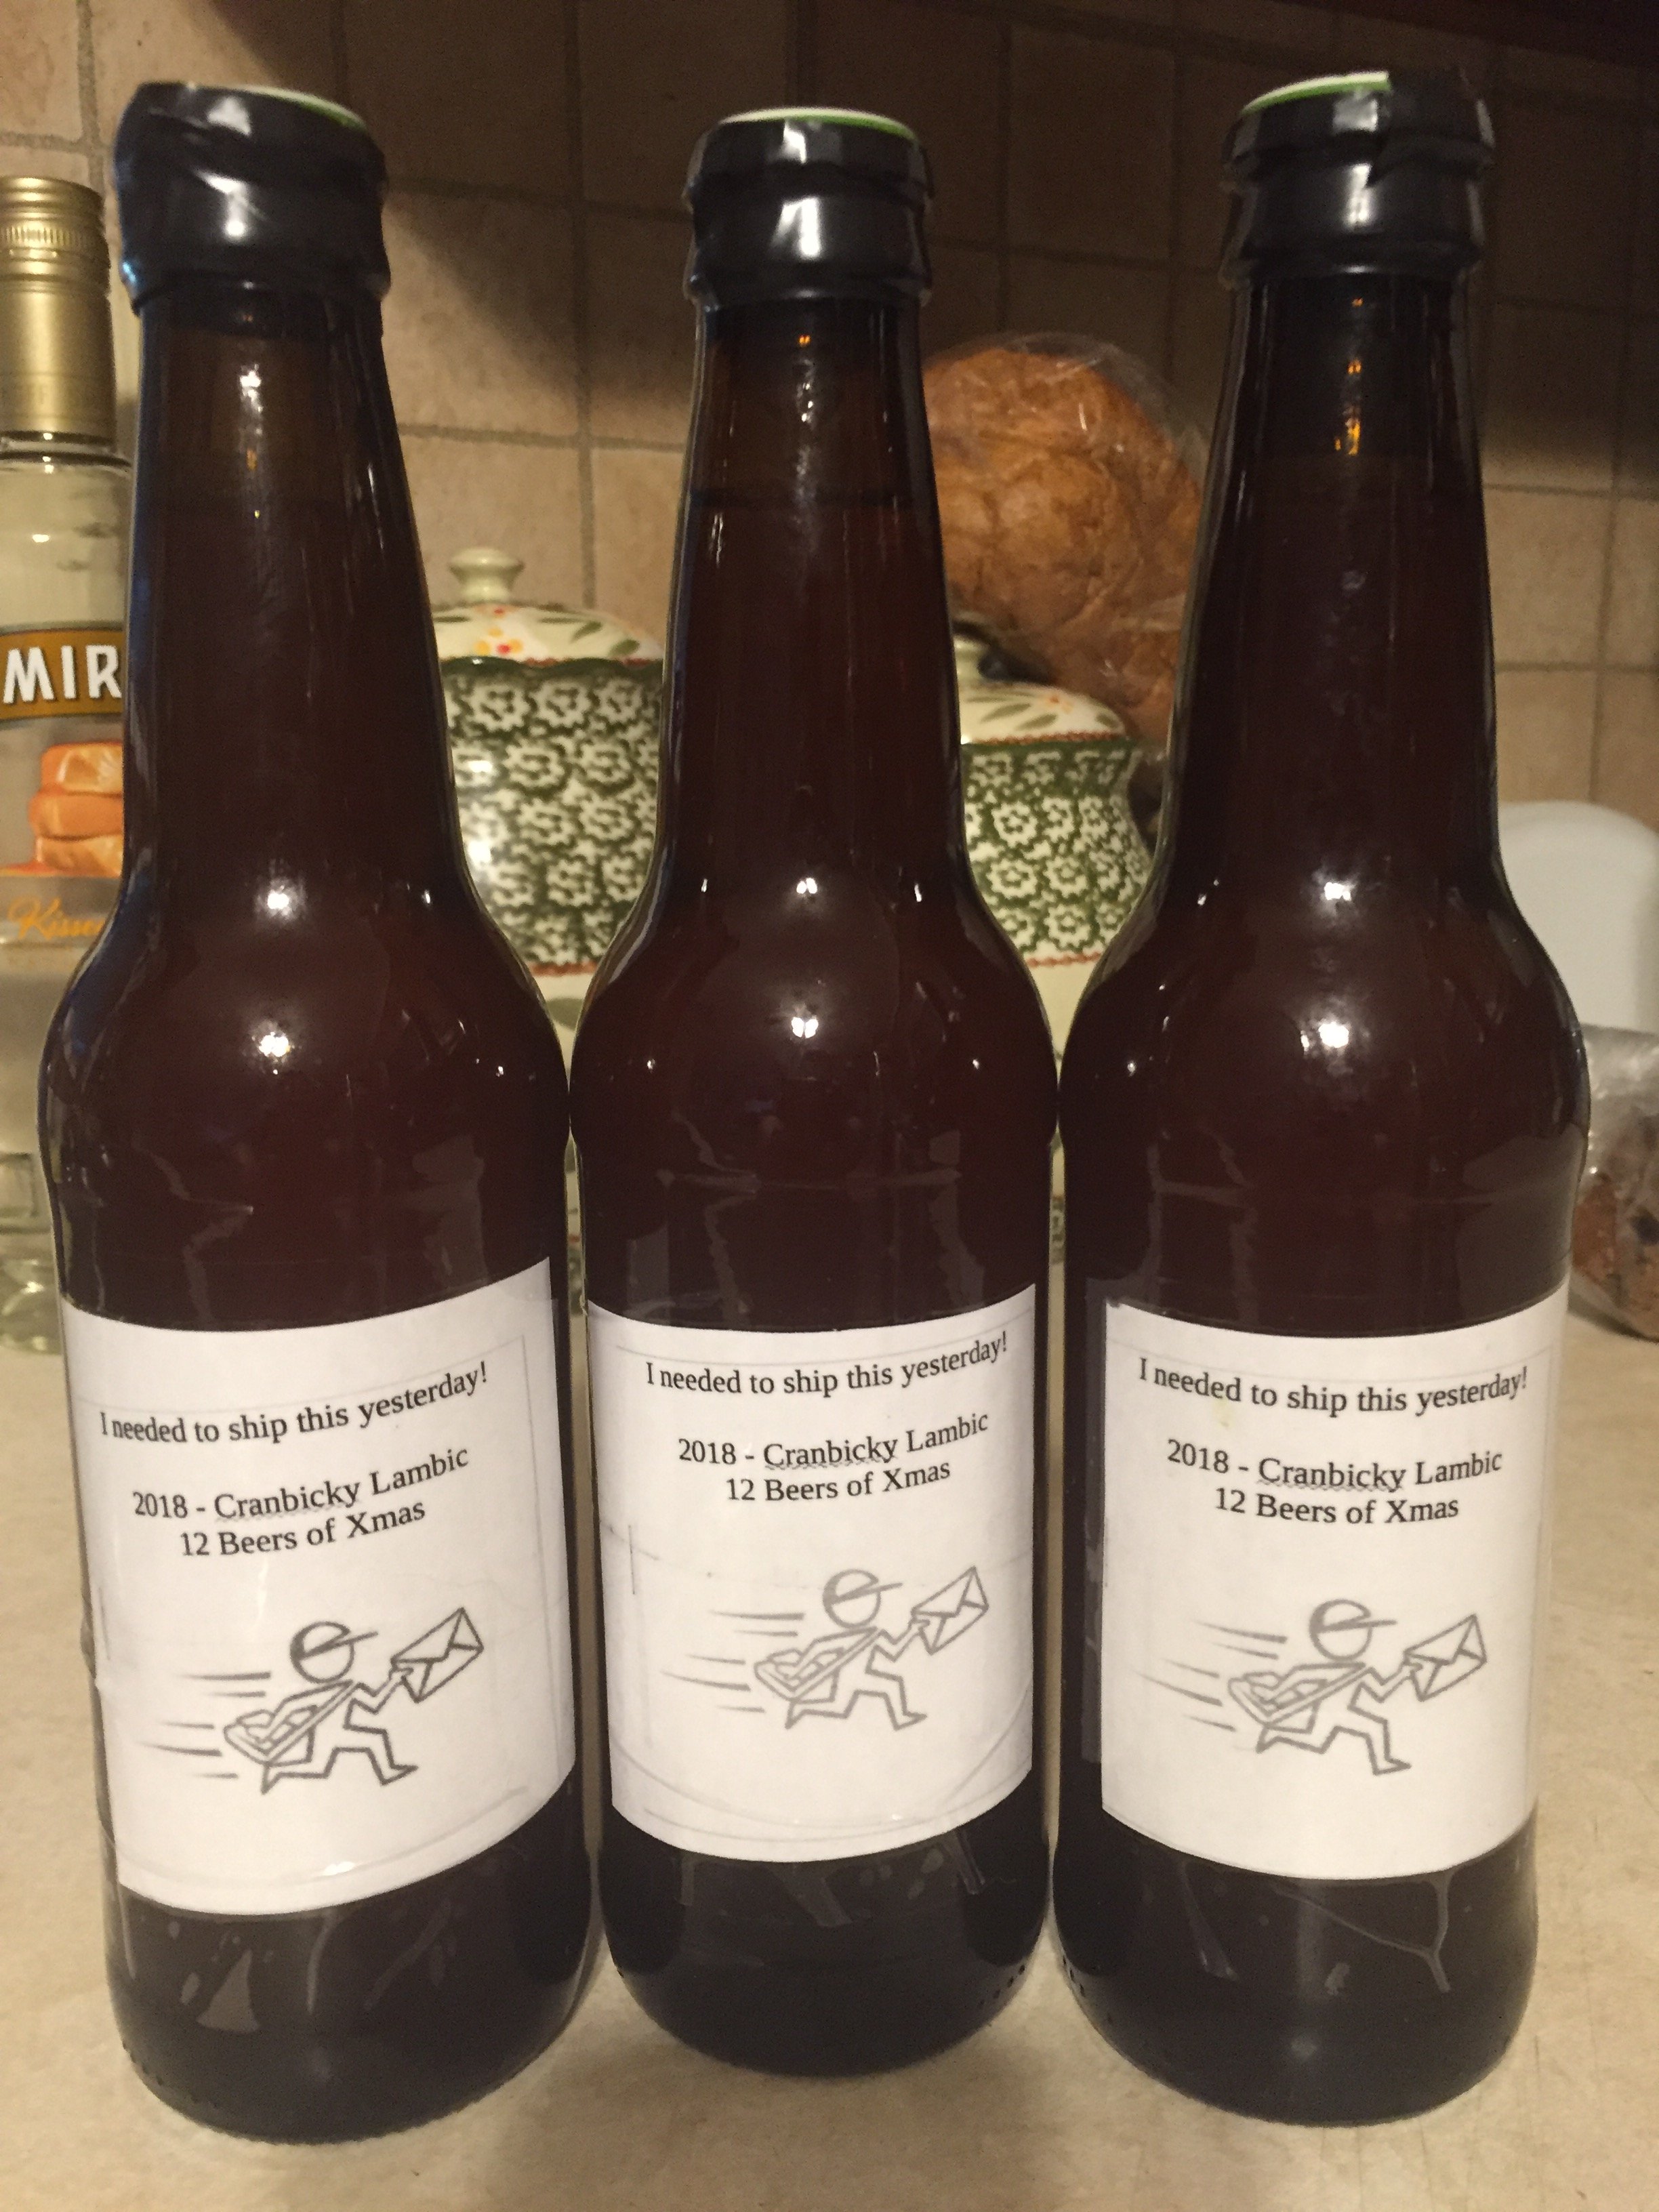 MIR
I needed to ship this yesterday!
2018 - Cranbicky Lambic
12 Beers of Xmas
I needed to ship this yesterday!
2018 - Cranbicky Lambic
12 Beers of Xmas
I needed to ship this yesterday!
2018 - Cranbicky Lambic
12 Beers of Xmas